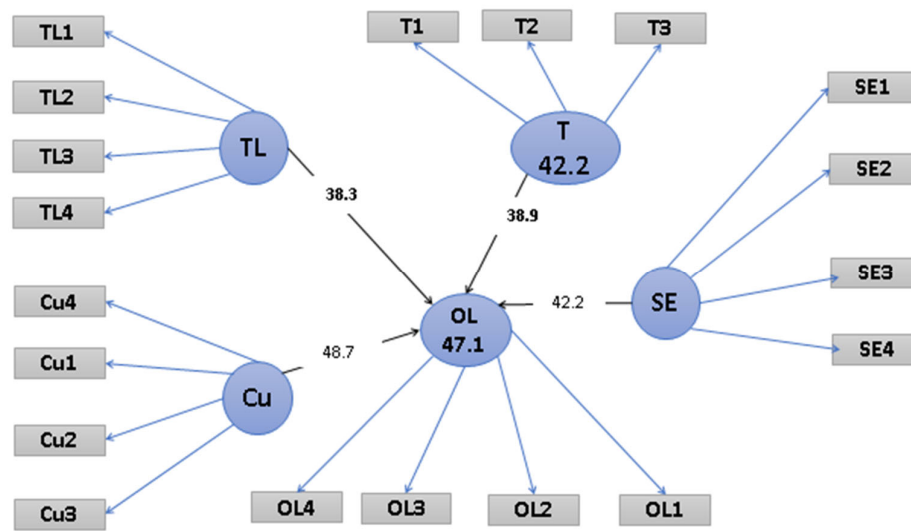 TL1
TL2
TL3
TL4
TL
T1
T2
T3
T
42.2
SE1
SE2
SE3
SE4
SE
38.3
38.9
42.2
48.7
OL
47.1
Cu4
Cu1
Cu2
Cu3
Cu
OL4
OL3
OL2
OL1